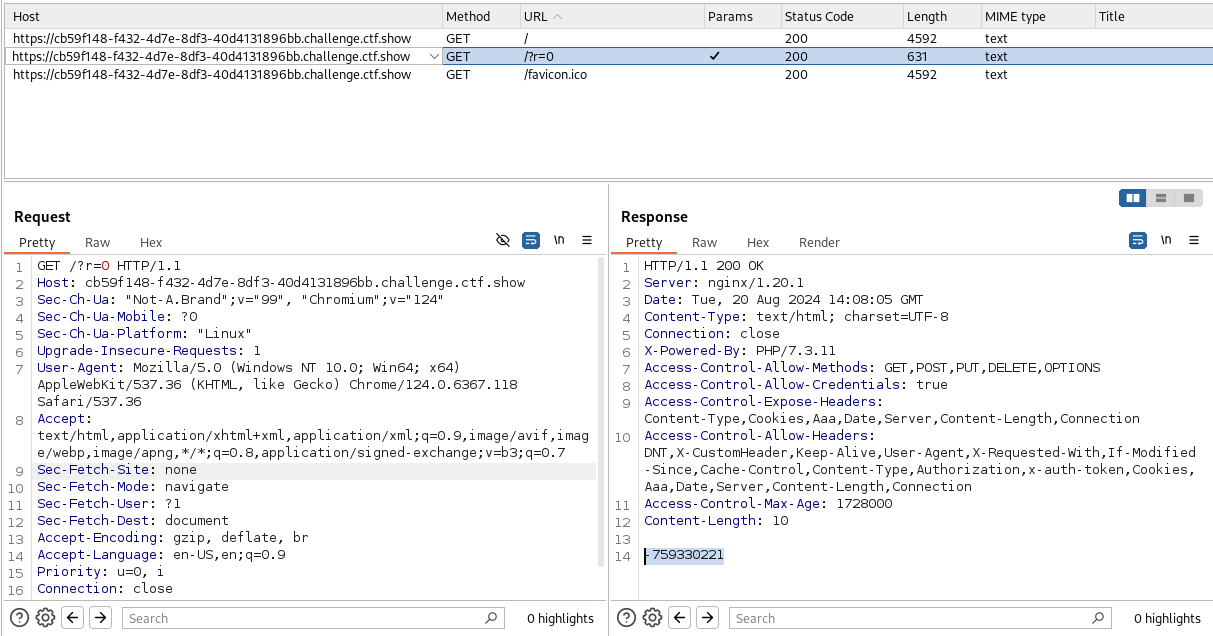 Host Method URL Params Status Code Length MIME type Title
https://cb59f148-f432-4d7e-8df3-40d4131896bb.challenge.ctf.show GET / 200 4592 text
https://cb59f148-f432-4d7e-8df3-40d4131896bb.challenge.ctf.show GET /?r=0 ✓ 200 631 text
https://cb59f148-f432-4d7e-8df3-40d4131896bb.challenge.ctf.show GET /favicon.ico 200 4592 text
Request
Pretty Raw Hex \n
1 GET /?r=0 HTTP/1.1
2 Host: cb59f148-f432-4d7e-8df3-40d4131896bb.challenge.ctf.show
3 Sec-Ch-Ua: "Not-A.Brand";v="99", "Chromium";v="124"
4 Sec-Ch-Ua-Mobile: ?0
5 Sec-Ch-Ua-Platform: "Linux"
6 Upgrade-Insecure-Requests: 1
7 User-Agent: Mozilla/5.0 (Windows NT 10.0; Win64; x64)
AppleWebKit/537.36 (KHTML, like Gecko) Chrome/124.0.6367.118
Safari/537.36
8 Accept:
text/html,application/xhtml+xml,application/xml;q=0.9,image/avif,imag
e/webp,image/apng,*/*;q=0.8,application/signed-exchange;v=b3;q=0.7
9 Sec-Fetch-Site: none
10 Sec-Fetch-Mode: navigate
11 Sec-Fetch-User: ?1
12 Sec-Fetch-Dest: document
13 Accept-Encoding: gzip, deflate, br
14 Accept-Language: en-US,en;q=0.9
15 Priority: u=0, i
16 Connection: close
Search 0 highlights
Response
Pretty Raw Hex Render \n
1 HTTP/1.1 200 OK
2 Server: nginx/1.20.1
3 Date: Tue, 20 Aug 2024 14:08:05 GMT
4 Content-Type: text/html; charset=UTF-8
5 Connection: close
6 X-Powered-By: PHP/7.3.11
7 Access-Control-Allow-Methods: GET,POST,PUT,DELETE,OPTIONS
8 Access-Control-Allow-Credentials: true
9 Access-Control-Expose-Headers:
Content-Type,Cookies,Aaa,Date,Server,Content-Length,Connection
10 Access-Control-Allow-Headers:
DNT,X-CustomHeader,Keep-Alive,User-Agent,X-Requested-With,If-Modified
-Since,Cache-Control,Content-Type,Authorization,x-auth-token,Cookies,
Aaa,Date,Server,Content-Length,Connection
11 Access-Control-Max-Age: 1728000
12 Content-Length: 10
13
14 -759330221
Search 0 highlights